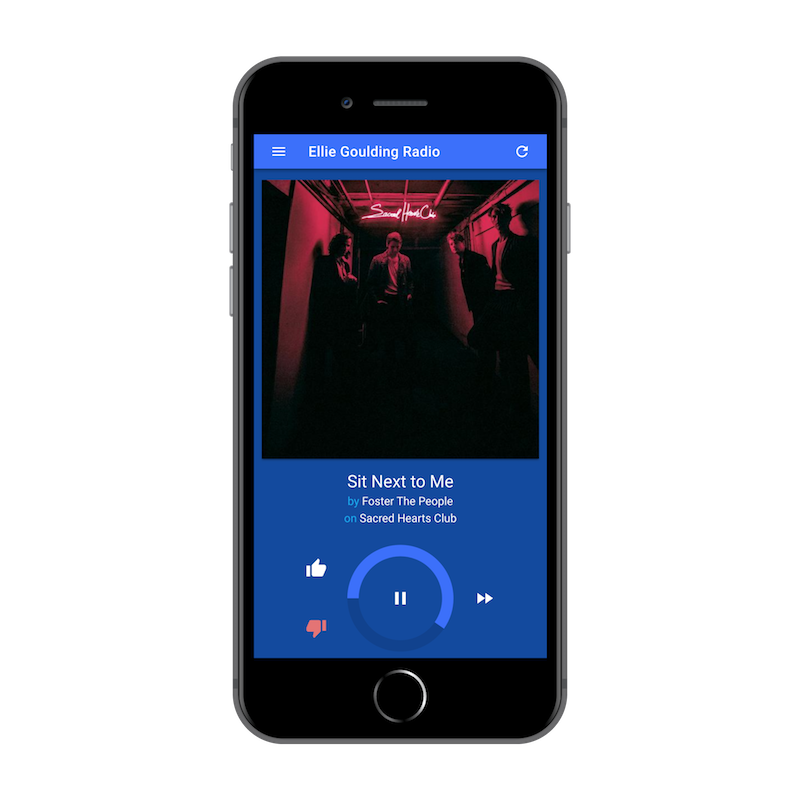 Ellie Goulding Radio
Sacred Hearts Club
Sit Next to Me
by Foster The People
on Sacred Hearts Club